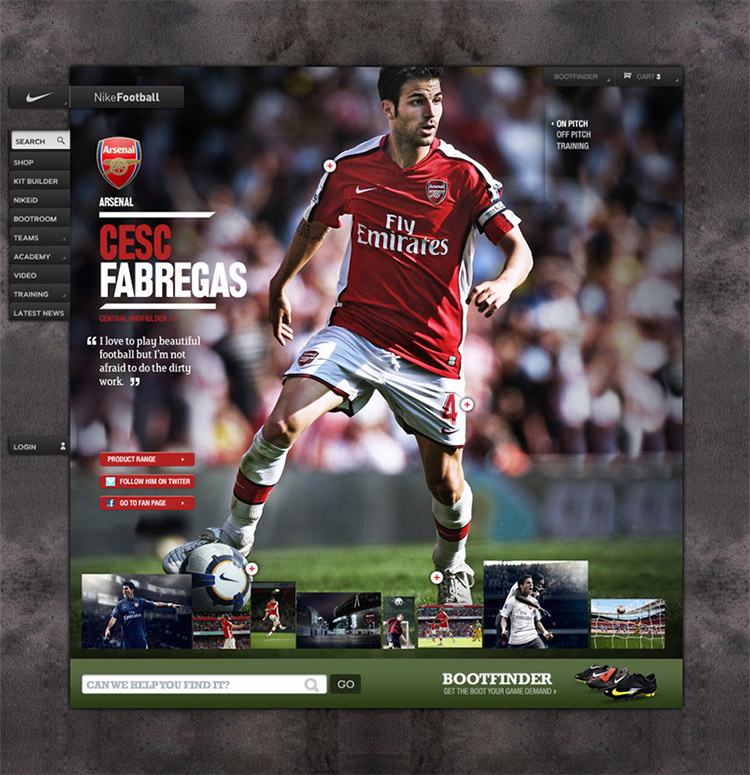 BOOTFINDER
CART 3
NikeFootball
SEARCH
SHOP
KIT BUILDER
NIKEiD
BOOTROOM
TEAMS
ACADEMY
VIDEO
TRAINING
LATEST NEWS
LOGIN
ON PITCH
OFF PITCH
TRAINING
Arsenal
ARSENAL
CESC
FABREGAS
CENTRAL MIDFIELDER
“ I love to play beautiful
football but I'm not
afraid to do the dirty
work. ”
Arsenal
Fly
Emirates
4
PRODUCT RANGE
FOLLOW HIM ON TWITER
GO TO FAN PAGE
CAN WE HELP YOU FIND IT?
GO
BOOTFINDER
GET THE BOOT YOUR GAME DEMAND